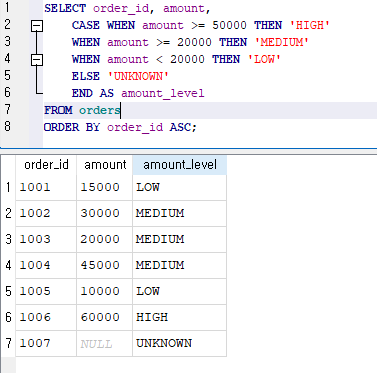 1 SELECT order_id, amount,
2 CASE WHEN amount >= 50000 THEN 'HIGH'
3 WHEN amount >= 20000 THEN 'MEDIUM'
4 WHEN amount < 20000 THEN 'LOW'
5 ELSE 'UNKNOWN'
6 END AS amount_level
7 FROM orders
8 ORDER BY order_id ASC;
order_id amount amount_level
1 1001 15000 LOW
2 1002 30000 MEDIUM
3 1003 20000 MEDIUM
4 1004 45000 MEDIUM
5 1005 10000 LOW
6 1006 60000 HIGH
7 1007 NULL UNKNOWN